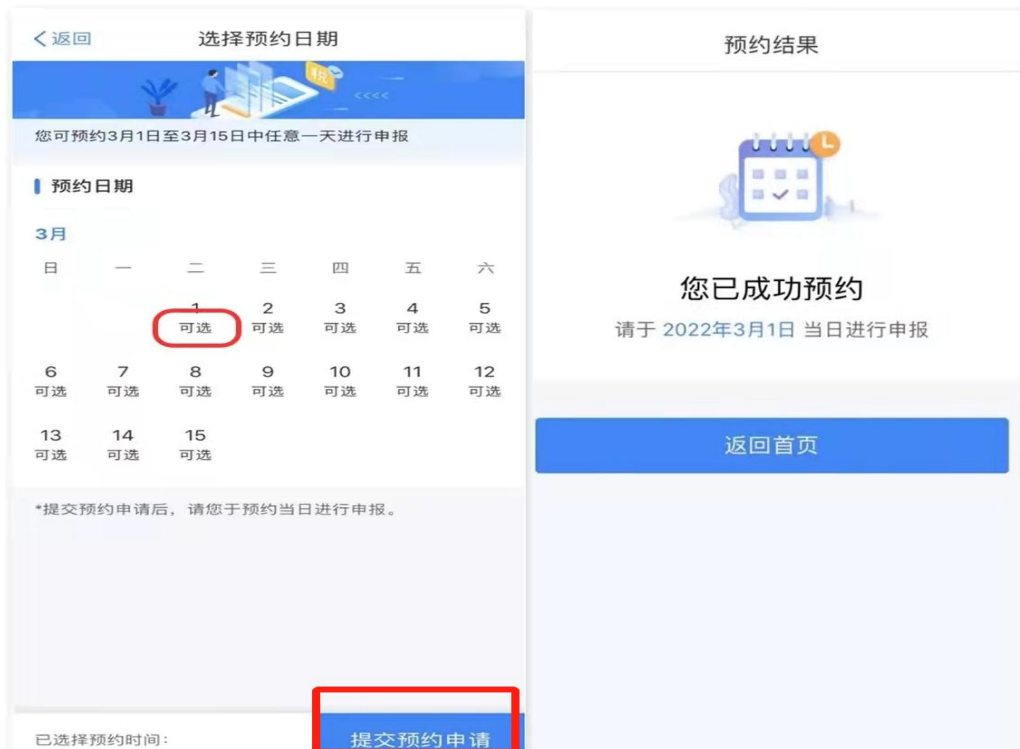 返回
选择预约日期
税
您可预约3月1日至3月15日中任意一天进行申报
预约日期
3月
日 一 二 三 四 五 六
1 2 3 4 5
可选 可选 可选 可选 可选
6 7 8 9 10 11 12
可选 可选 可选 可选 可选 可选 可选
13 14 15
可选 可选 可选
*提交预约申请后，请您于预约当日进行申报。
已选择预约时间：
提交预约申请
预约结果
您已成功预约
请于 2022年3月1日 当日进行申报
返回首页